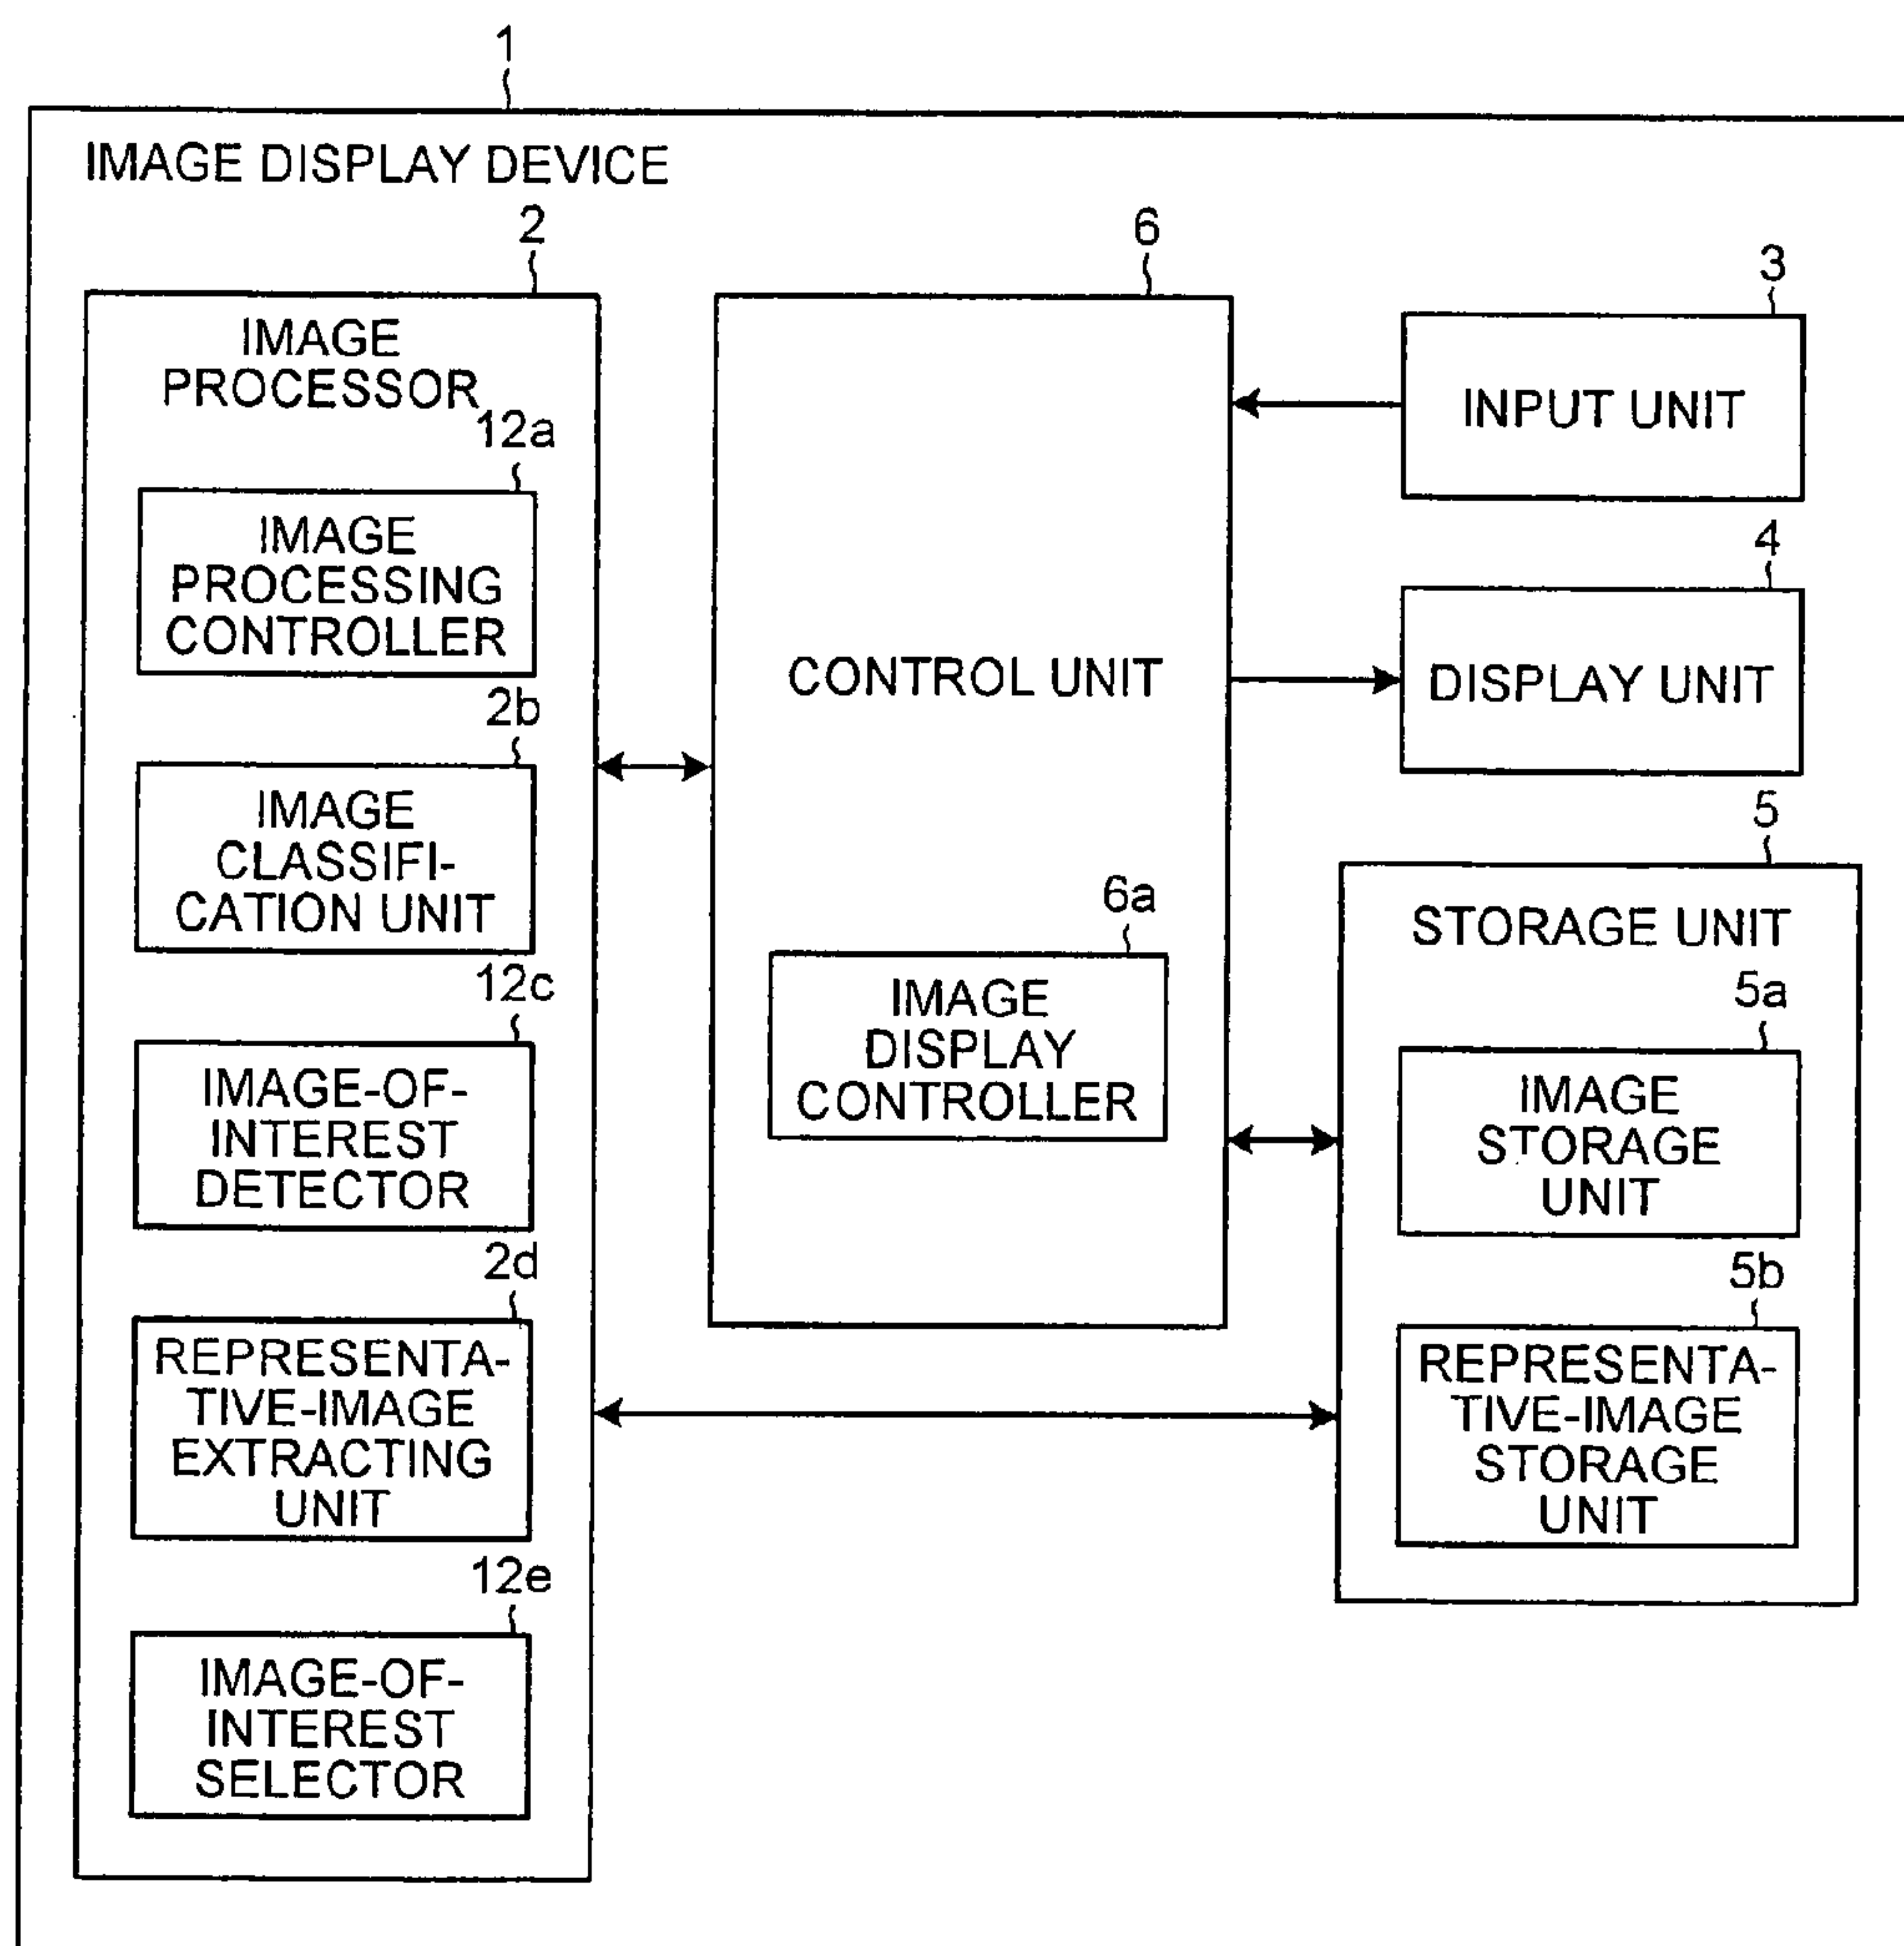 1
IMAGE DISPLAY DEVICE
2
IMAGE
PROCESSOR
12a
IMAGE
PROCESSING
CONTROLLER
2b
IMAGE
CLASSIFI-
CATION UNIT
12c
IMAGE-OF-
INTEREST
DETECTOR
2d
REPRESENTA-
TIVE-IMAGE
EXTRACTING
UNIT
12e
IMAGE-OF-
INTEREST
SELECTOR
6
CONTROL UNIT
6a
IMAGE
DISPLAY
CONTROLLER
3
INPUT UNIT
4
DISPLAY UNIT
5
STORAGE UNIT
5a
IMAGE
STORAGE
UNIT
5b
REPRESENTA-
TIVE-IMAGE
STORAGE
UNIT